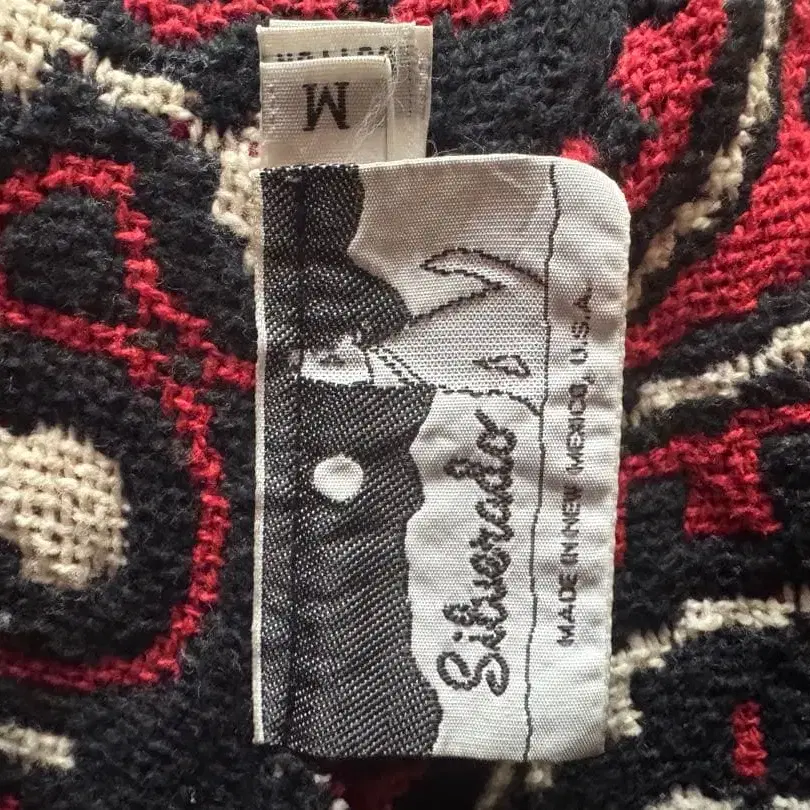 M
Silverado
MADE IN NEW MEXICO, U.S.A.